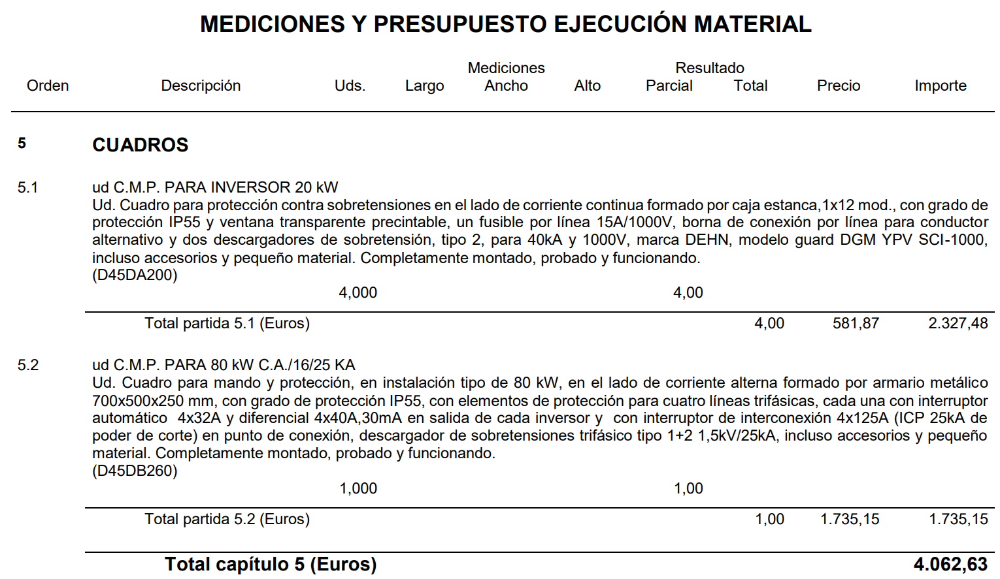 MEDICIONES Y PRESUPUESTO EJECUCIÓN MATERIAL
Mediciones Resultado
Orden Descripción Uds. Largo Ancho Alto Parcial Total Precio Importe
5 CUADROS
5.1 ud C.M.P. PARA INVERSOR 20 kW
Ud. Cuadro para protección contra sobretensiones en el lado de corriente continua formado por caja estanca,1x12 mod., con grado de
protección IP55 y ventana transparente precintable, un fusible por línea 15A/1000V, borna de conexión por línea para conductor
alternativo y dos descargadores de sobretensión, tipo 2, para 40kA y 1000V, marca DEHN, modelo guard DGM YPV SCI-1000,
incluso accesorios y pequeño material. Completamente montado, probado y funcionando.
(D45DA200)
4,000 4,00
Total partida 5.1 (Euros) 4,00 581,87 2.327,48
5.2 ud C.M.P. PARA 80 kW C.A./16/25 KA
Ud. Cuadro para mando y protección, en instalación tipo de 80 kW, en el lado de corriente alterna formado por armario metálico
700x500x250 mm, con grado de protección IP55, con elementos de protección para cuatro líneas trifásicas, cada una con interruptor
automático 4x32A y diferencial 4x40A,30mA en salida de cada inversor y con interruptor de interconexión 4x125A (ICP 25kA de
poder de corte) en punto de conexión, descargador de sobretensiones trifásico tipo 1+2 1,5kV/25kA, incluso accesorios y pequeño
material. Completamente montado, probado y funcionando.
(D45DB260)
1,000 1,00
Total partida 5.2 (Euros) 1,00 1.735,15 1.735,15
Total capítulo 5 (Euros) 4.062,63